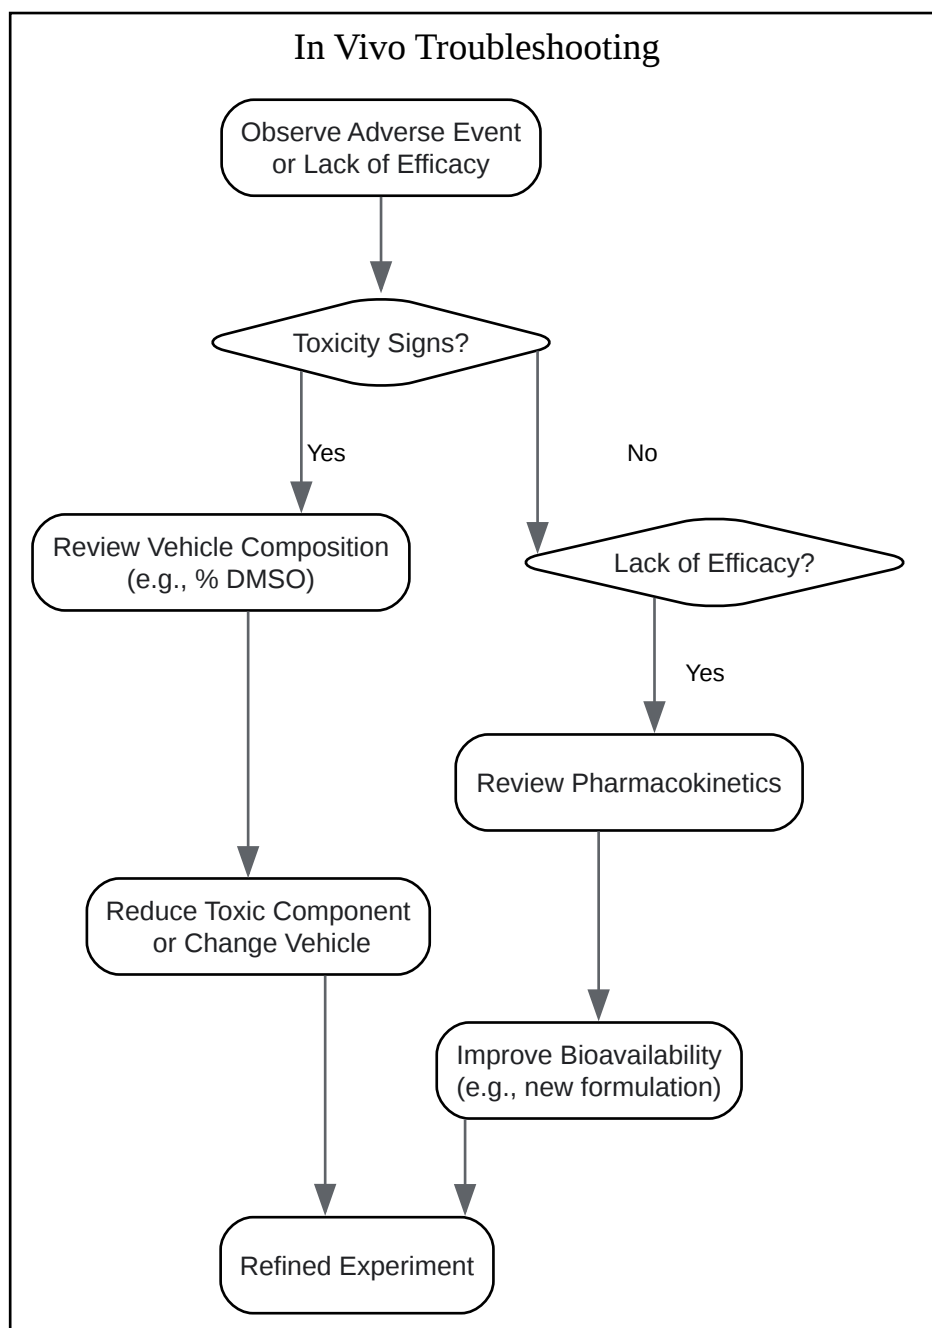 In Vivo Troubleshooting
Observe Adverse Event
or Lack of Efficacy
Toxicity Signs?
Yes
No
Review Vehicle Composition
(e.g., % DMSO)
Lack of Efficacy?
Yes
Review Pharmacokinetics
Reduce Toxic Component
or Change Vehicle
Improve Bioavailability
(e.g., new formulation)
Refined Experiment